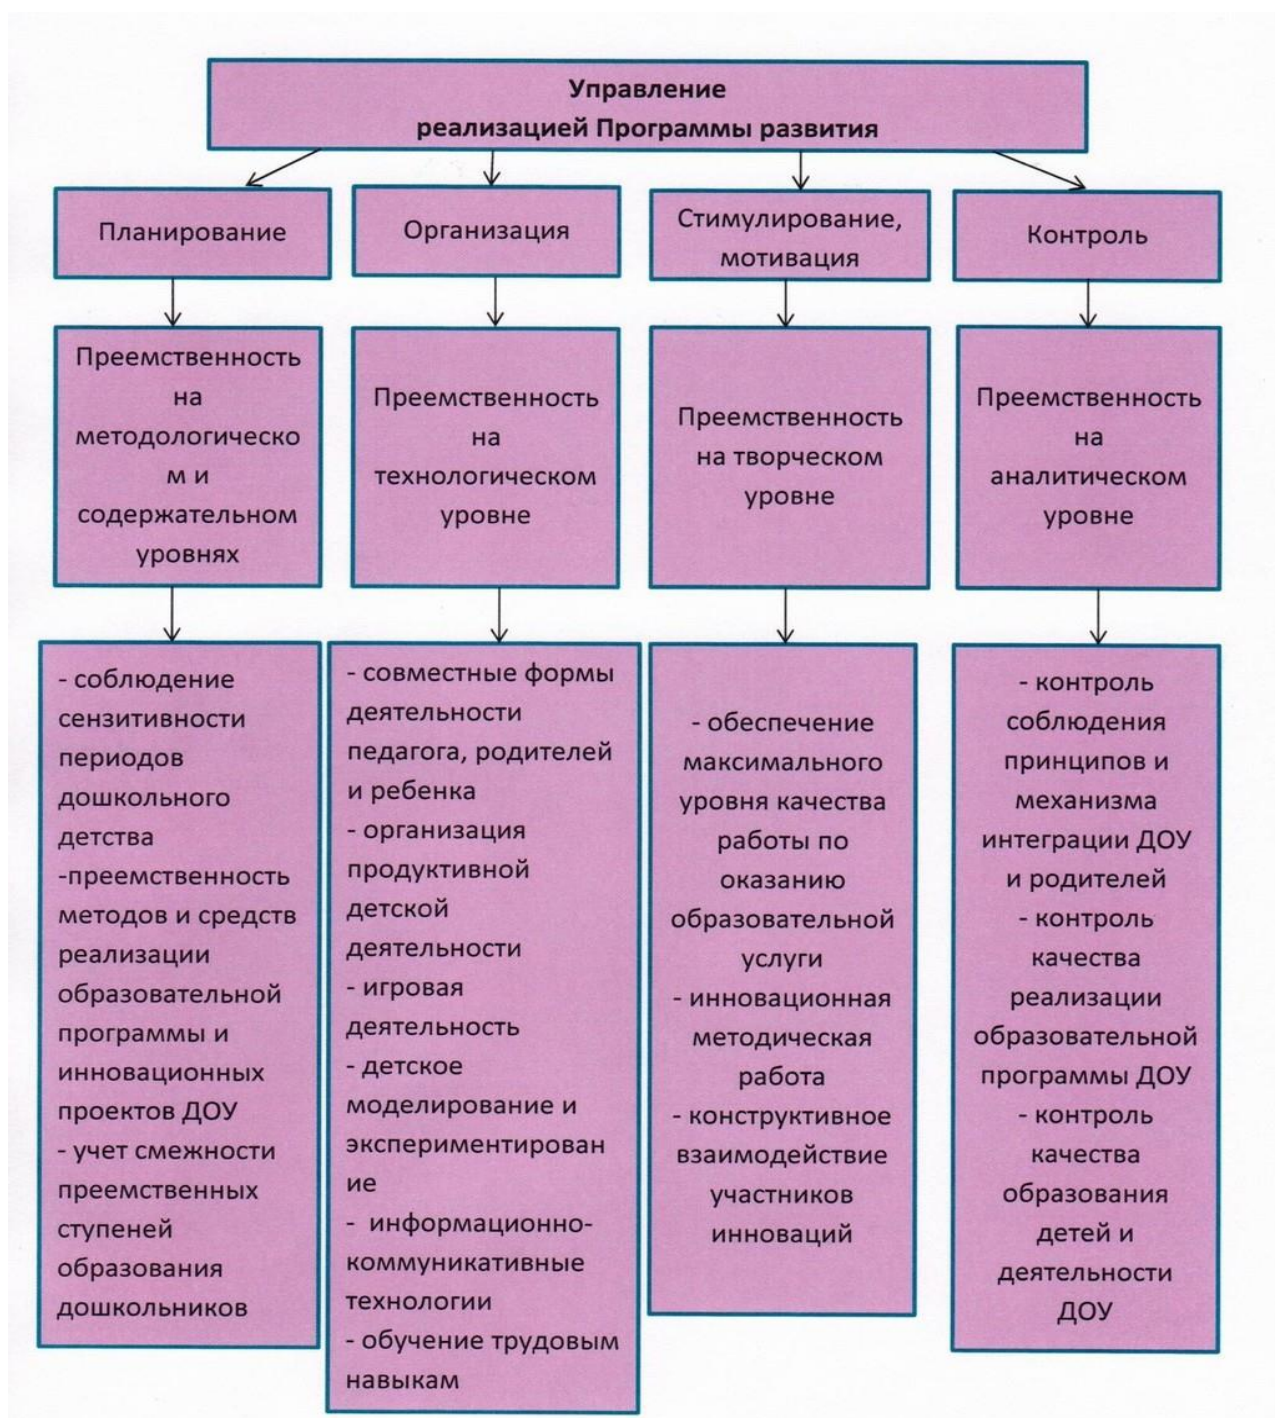 Управление
реализацией Программы развития
Планирование
Организация
Стимулирование,
мотивация
Контроль
Преемственность
на
методологическо
м и
содержательном
уровнях
Преемственность
на
технологическом
уровне
Преемственность
на творческом
уровне
Преемственность
на
аналитическом
уровне
- соблюдение
сензитивности
периодов
дошкольного
детства
-преемственность
методов и средств
реализации
образовательной
программы и
инновационных
проектов ДОУ
- учет смежности
преемственных
ступеней
образования
дошкольников
- совместные формы
деятельности
педагога, родителей
и ребенка
- организация
продуктивной
детской
деятельности
- игровая
деятельность
- детское
моделирование и
экспериментирован
ие
- информационно-
коммуникативные
технологии
- обучение трудовым
навыкам
- обеспечение
максимального
уровня качества
работы по
оказанию
образовательной
услуги
- инновационная
методическая
работа
- конструктивное
взаимодействие
участников
инноваций
- контроль
соблюдения
принципов и
механизма
интеграции ДОУ
и родителей
- контроль
качества
реализации
образовательной
программы ДОУ
- контроль
качества
образования
детей и
деятельности
ДОУ